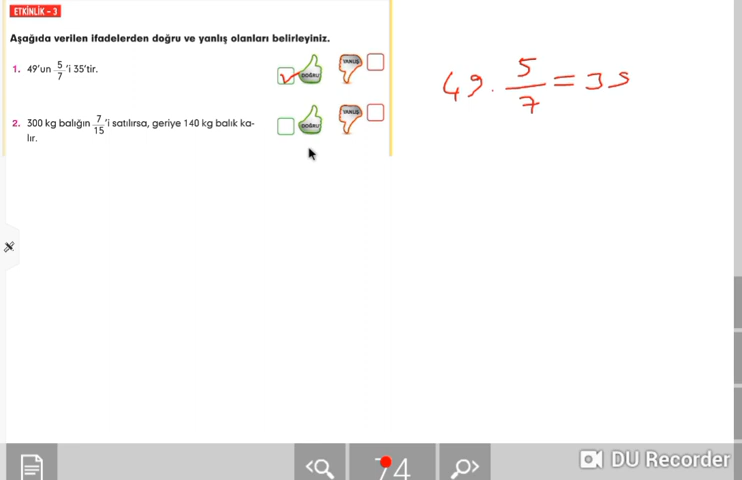 ETKİNLİK - 3
Aşağıda verilen ifadelerden doğru ve yanlış olanları belirleyiniz.
1. 49'un 5/7 'i 35'tir.
DOĞRU
YANLIŞ
49 . 5/7 = 35
2. 300 kg balığın 7/15 'i satılırsa, geriye 140 kg balık ka-
lır.
DOĞRU
YANLIŞ
74
DU Recorder